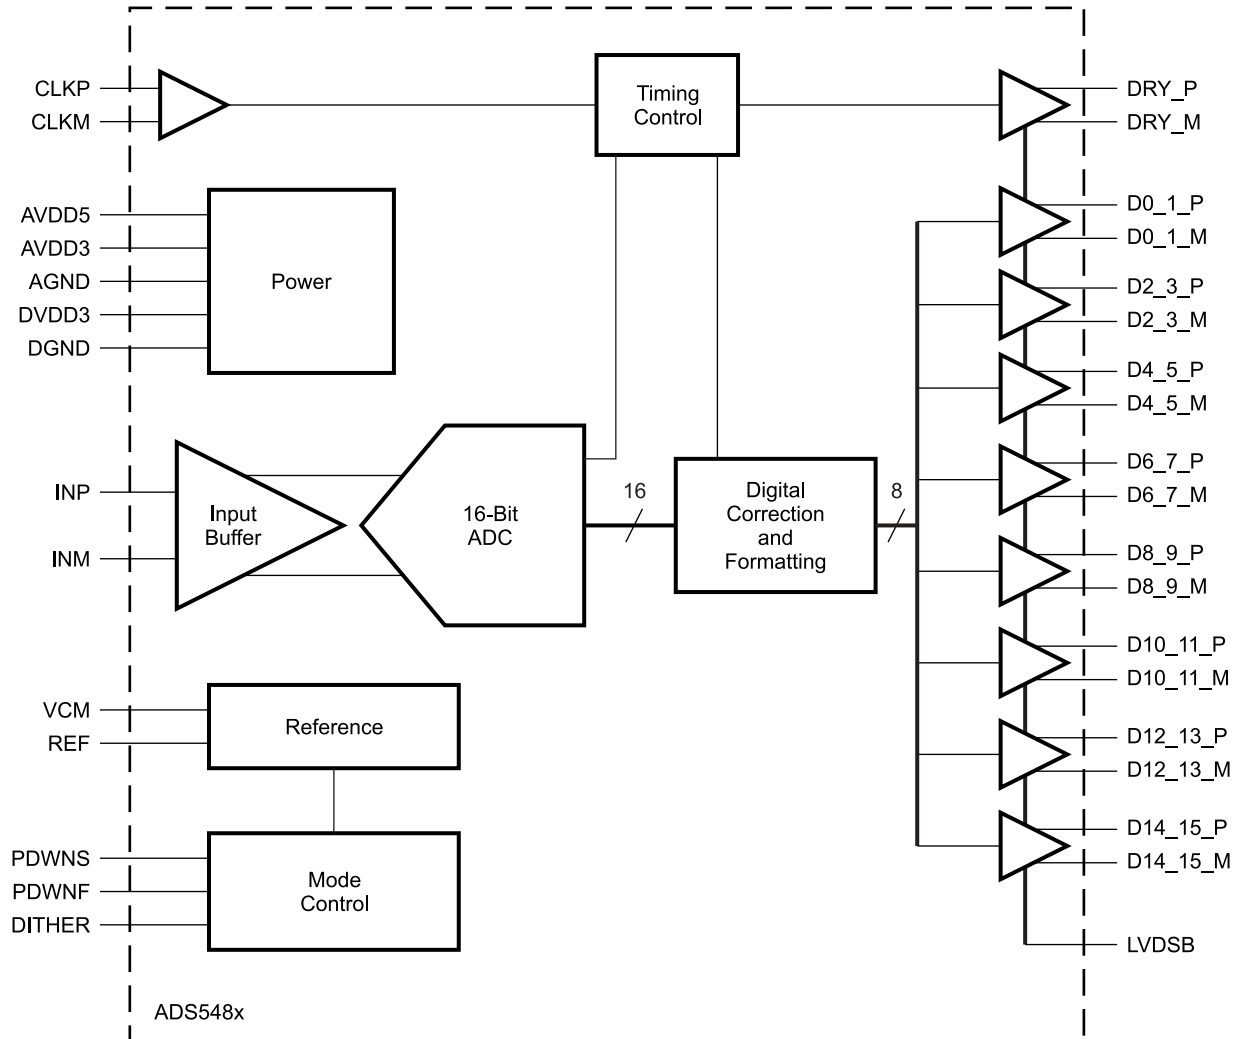 CLKP
CLKM
Timing
Control
DRY_P
DRY_M
AVDD5
AVDD3
AGND
DVDD3
DGND
Power
D0_1_P
D0_1_M
D2_3_P
D2_3_M
D4_5_P
D4_5_M
INP
INM
Input
Buffer
16-Bit
ADC
16
Digital
Correction
and
Formatting
8
D6_7_P
D6_7_M
D8_9_P
D8_9_M
D10_11_P
D10_11_M
VCM
REF
Reference
D12_13_P
D12_13_M
D14_15_P
D14_15_M
PDWNS
PDWNF
DITHER
Mode
Control
LVDSB
ADS548x